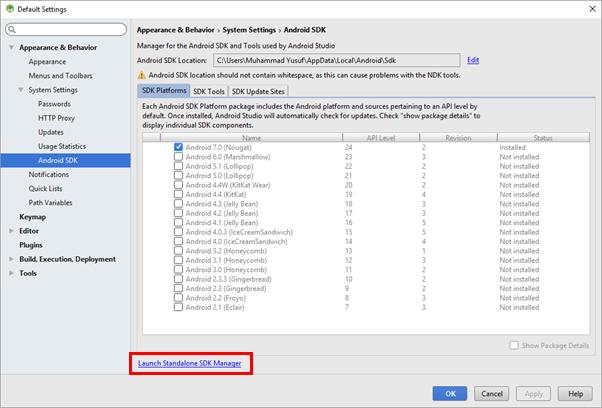 Default Settings
Appearance & Behavior
Appearance
Menus and Toolbars
System Settings
Passwords
HTTP Proxy
Updates
Usage Statistics
Android SDK
Notifications
Quick Lists
Path Variables
Keymap
Editor
Plugins
Build, Execution, Deployment
Tools
Appearance & Behavior › System Settings › Android SDK
Manager for the Android SDK and Tools used by Android Studio
Android SDK Location: C:\Users\Muhammad Yusuf\AppData\Local\Android\Sdk Edit
Android SDK location should not contain whitespace, as this can cause problems with the NDK tools.
SDK Platforms SDK Tools SDK Update Sites
Each Android SDK Platform package includes the Android platform and sources pertaining to an API level by
default. Once installed, Android Studio will automatically check for updates. Check "show package details" to
display individual SDK components.
Name API Level Revision Status
Android 7.0 (Nougat) 24 2 Installed
Android 6.0 (Marshmallow) 23 3 Not installed
Android 5.1 (Lollipop) 22 2 Not installed
Android 5.0 (Lollipop) 21 2 Not installed
Android 4.4W (KitKat Wear) 20 2 Not installed
Android 4.4 (KitKat) 19 4 Not installed
Android 4.3 (Jelly Bean) 18 3 Not installed
Android 4.2 (Jelly Bean) 17 3 Not installed
Android 4.1 (Jelly Bean) 16 5 Not installed
Android 4.0.3 (IceCreamSandwich) 15 5 Not installed
Android 4.0 (IceCreamSandwich) 14 4 Not installed
Android 3.2 (Honeycomb) 13 1 Not installed
Android 3.1 (Honeycomb) 12 3 Not installed
Android 3.0 (Honeycomb) 11 2 Not installed
Android 2.3.3 (Gingerbread) 10 2 Not installed
Android 2.3 (Gingerbread) 9 2 Not installed
Android 2.2 (Froyo) 8 3 Not installed
Android 2.1 (Eclair) 7 3 Not installed
Show Package Details
Launch Standalone SDK Manager
OK Cancel Apply Help